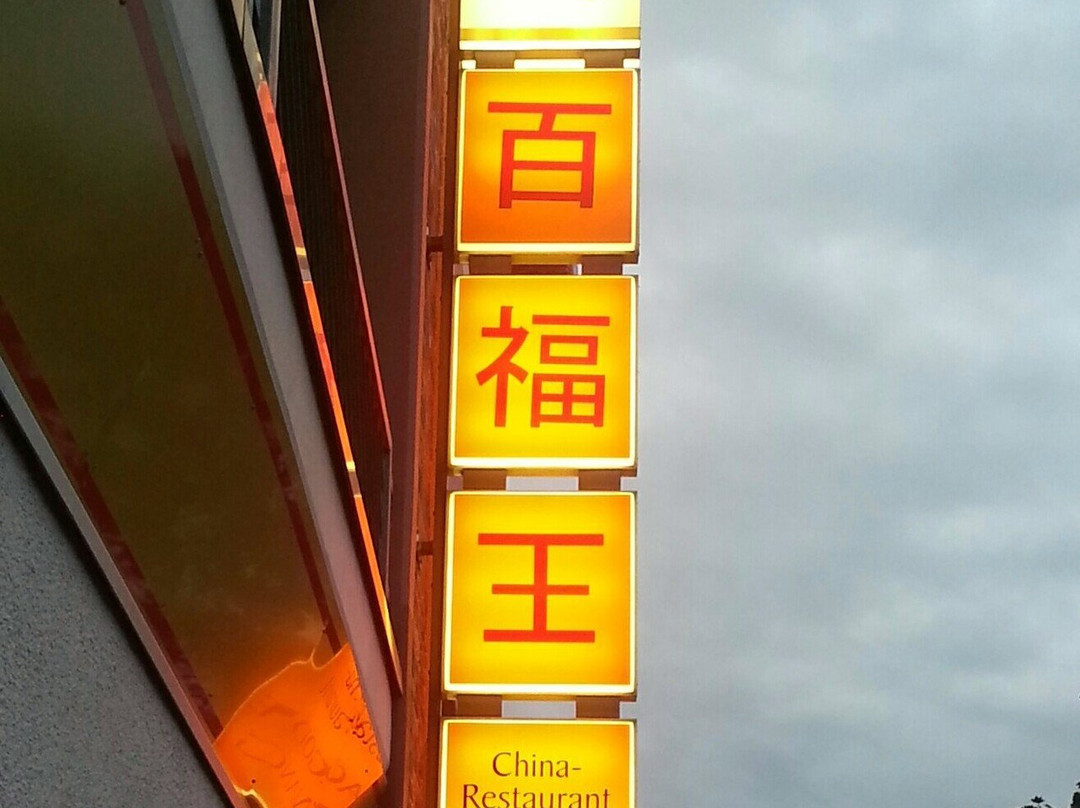 百
福
王
China-
Restaurant